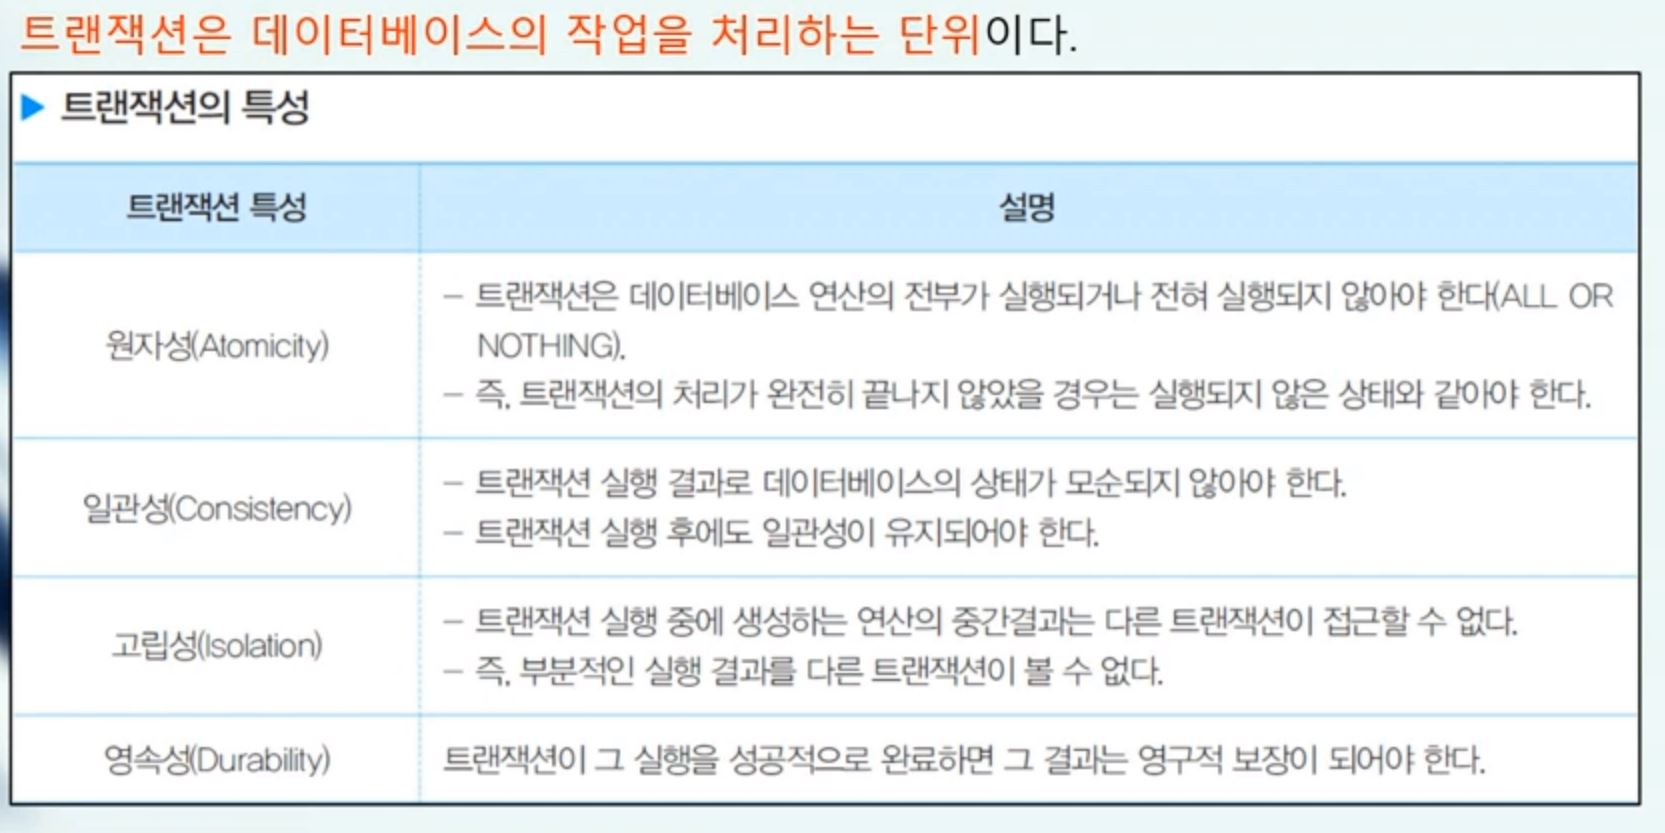 트랜잭션은 데이터베이스의 작업을 처리하는 단위이다.
▶ 트랜잭션의 특성
트랜잭션 특성 설명
원자성(Atomicity)
– 트랜잭션은 데이터베이스 연산의 전부가 실행되거나 전혀 실행되지 않아야 한다(ALL OR
NOTHING).
– 즉, 트랜잭션의 처리가 완전히 끝나지 않았을 경우는 실행되지 않은 상태와 같아야 한다.
일관성(Consistency)
– 트랜잭션 실행 결과로 데이터베이스의 상태가 모순되지 않아야 한다.
– 트랜잭션 실행 후에도 일관성이 유지되어야 한다.
고립성(Isolation)
– 트랜잭션 실행 중에 생성하는 연산의 중간결과는 다른 트랜잭션이 접근할 수 없다.
– 즉, 부분적인 실행 결과를 다른 트랜잭션이 볼 수 없다.
영속성(Durability)
트랜잭션이 그 실행을 성공적으로 완료하면 그 결과는 영구적 보장이 되어야 한다.